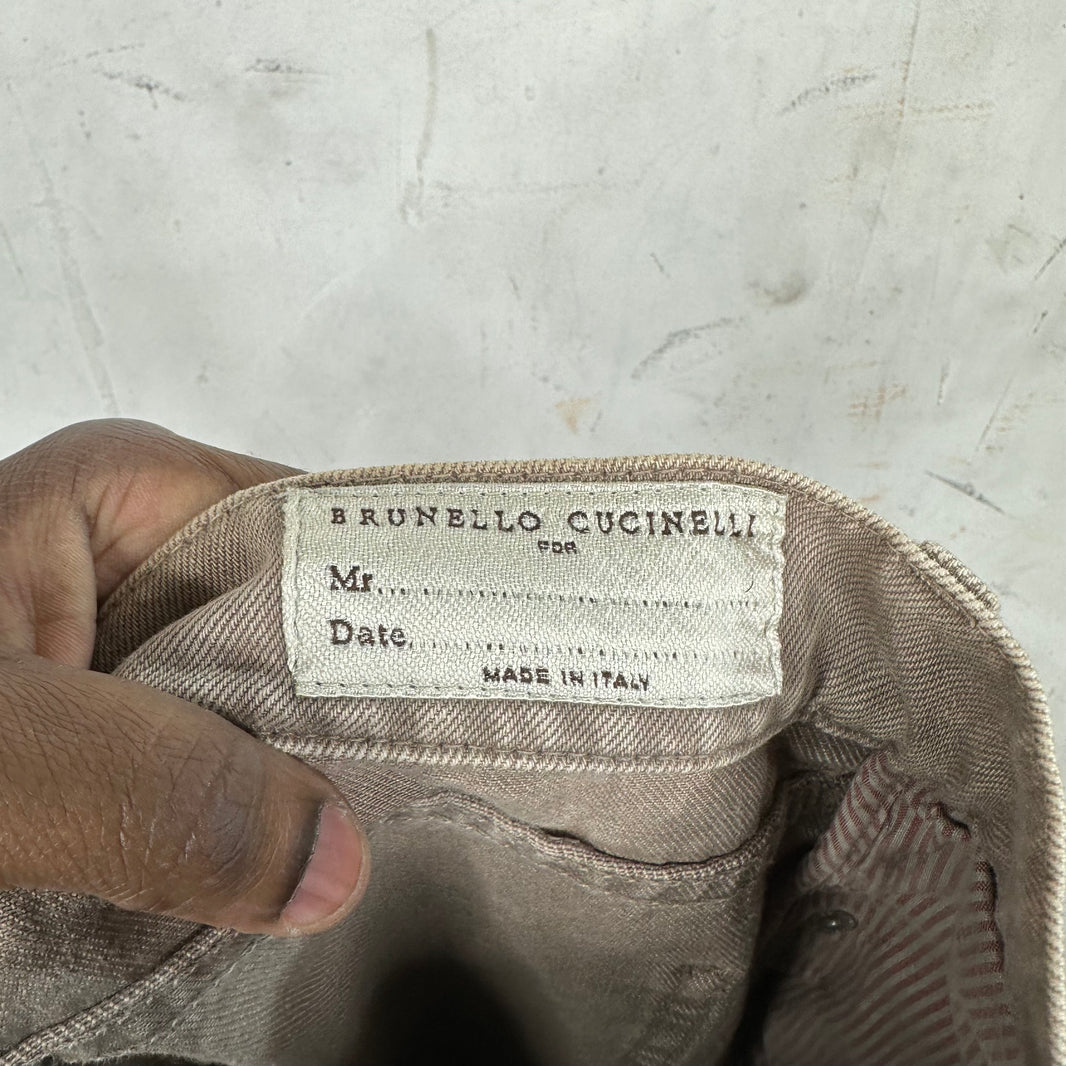 BRUNELLO CUCINELLI
FOR
Mr.....................................
Date.....................................
MADE IN ITALY